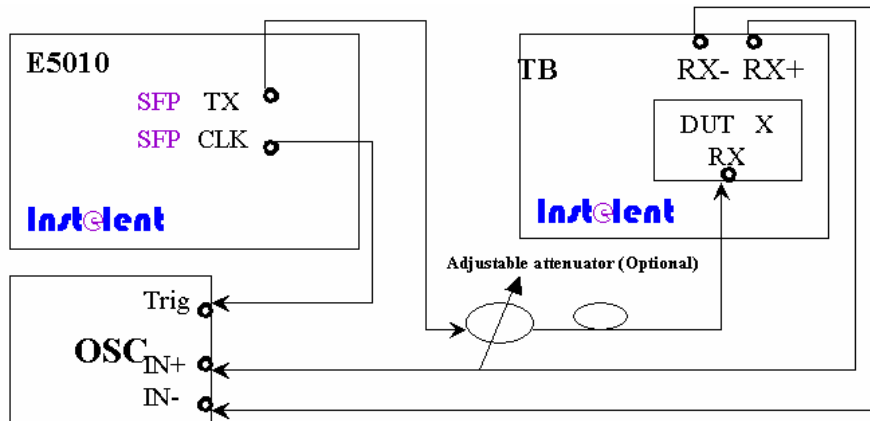 E5010
SFP TX
SFP CLK
Instelent
TB
RX- RX+
DUT X
RX
Instelent
Adjustable attenuator (Optional)
Trig
OSC
IN+
IN-